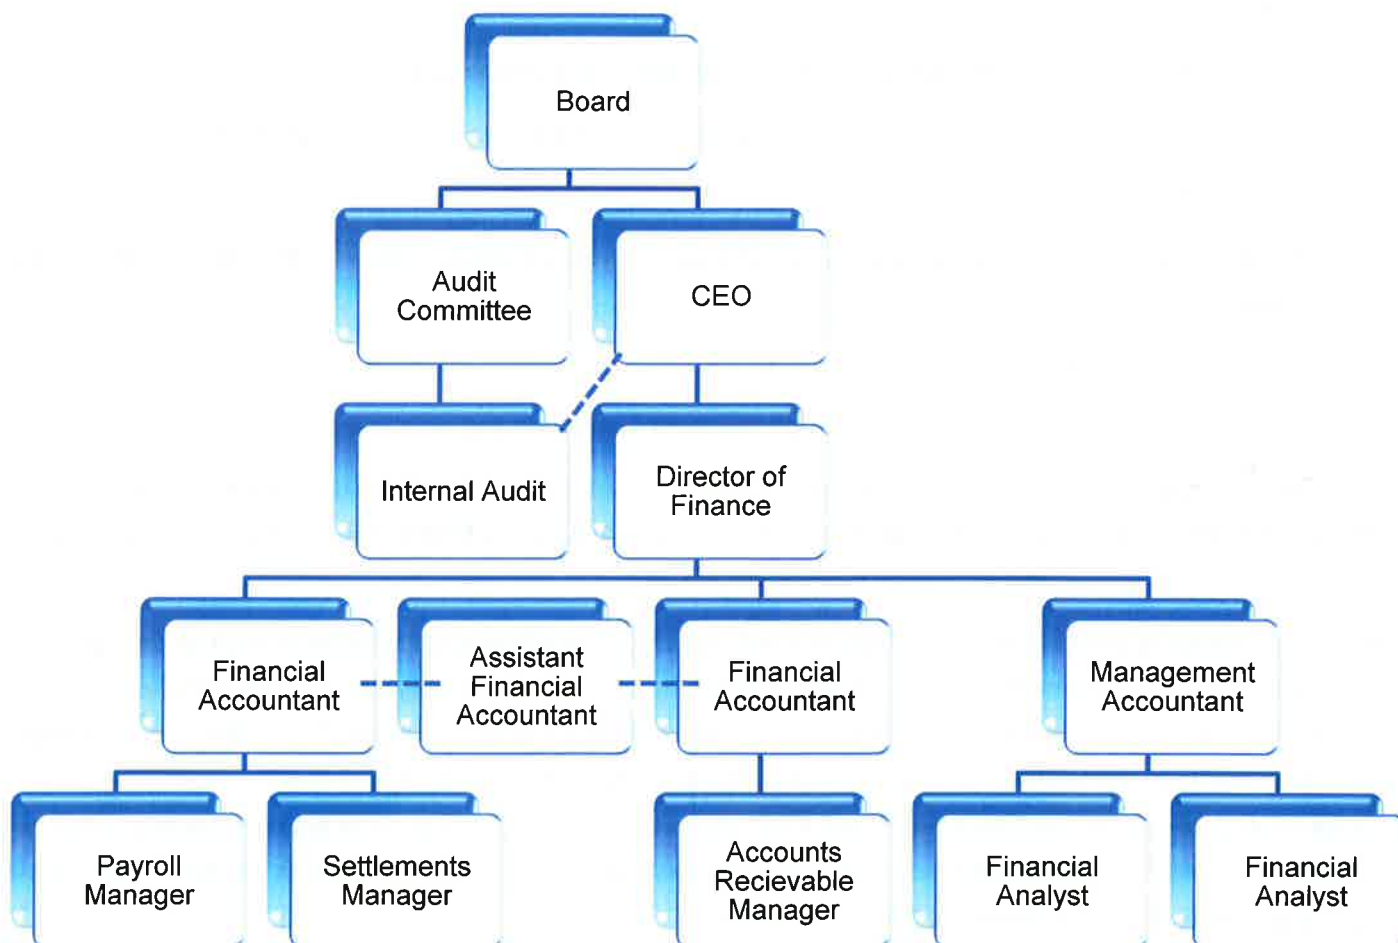 Board
Audit
Committee
CEO
Internal Audit
Director of
Finance
Financial
Accountant
Assistant
Financial
Accountant
Financial
Accountant
Management
Accountant
Payroll
Manager
Settlements
Manager
Accounts
Recievable
Manager
Financial
Analyst
Financial
Analyst